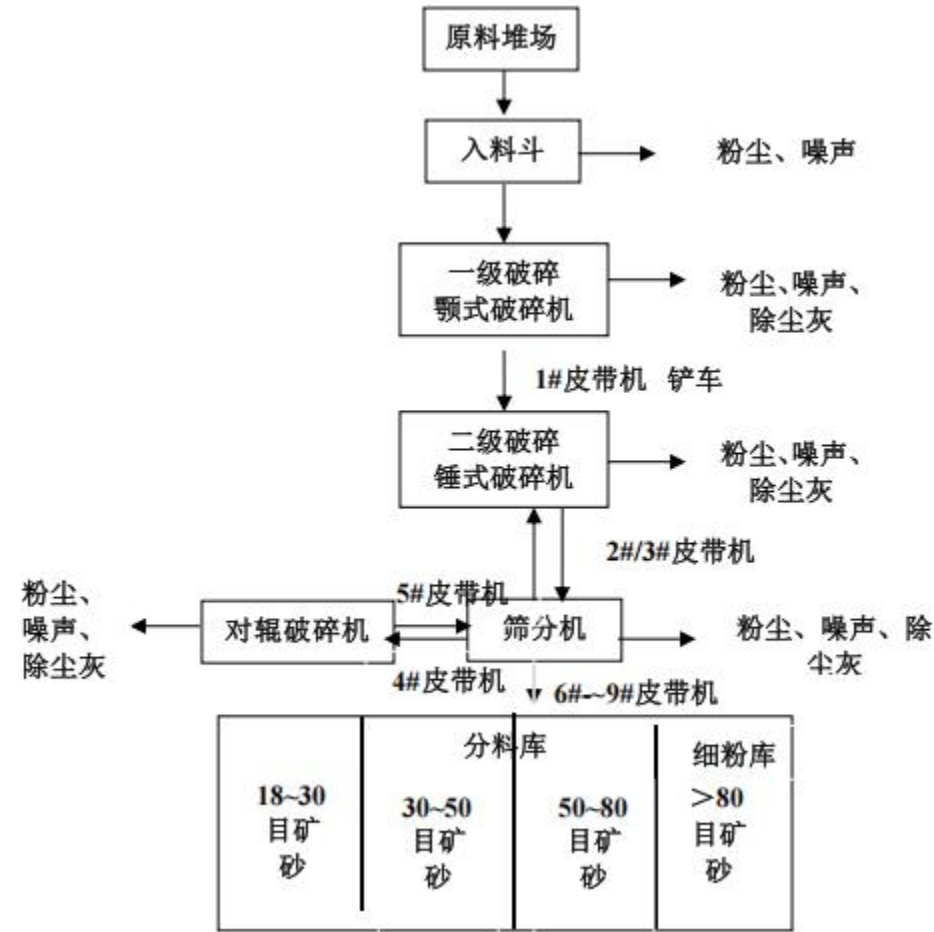 原料堆场
入料斗
粉尘、噪声
一级破碎
颚式破碎机
粉尘、噪声、
除尘灰
1#皮带机 铲车
二级破碎
锤式破碎机
粉尘、噪声、
除尘灰
2#/3#皮带机
粉尘、
噪声、
除尘灰
5#皮带机
对辊破碎机
筛分机
粉尘、噪声、除
尘灰
4#皮带机
6#~9#皮带机
分料库
18~30
目矿
砂
30~50
目矿
砂
50~80
目矿
砂
细粉库
＞80
目矿
砂